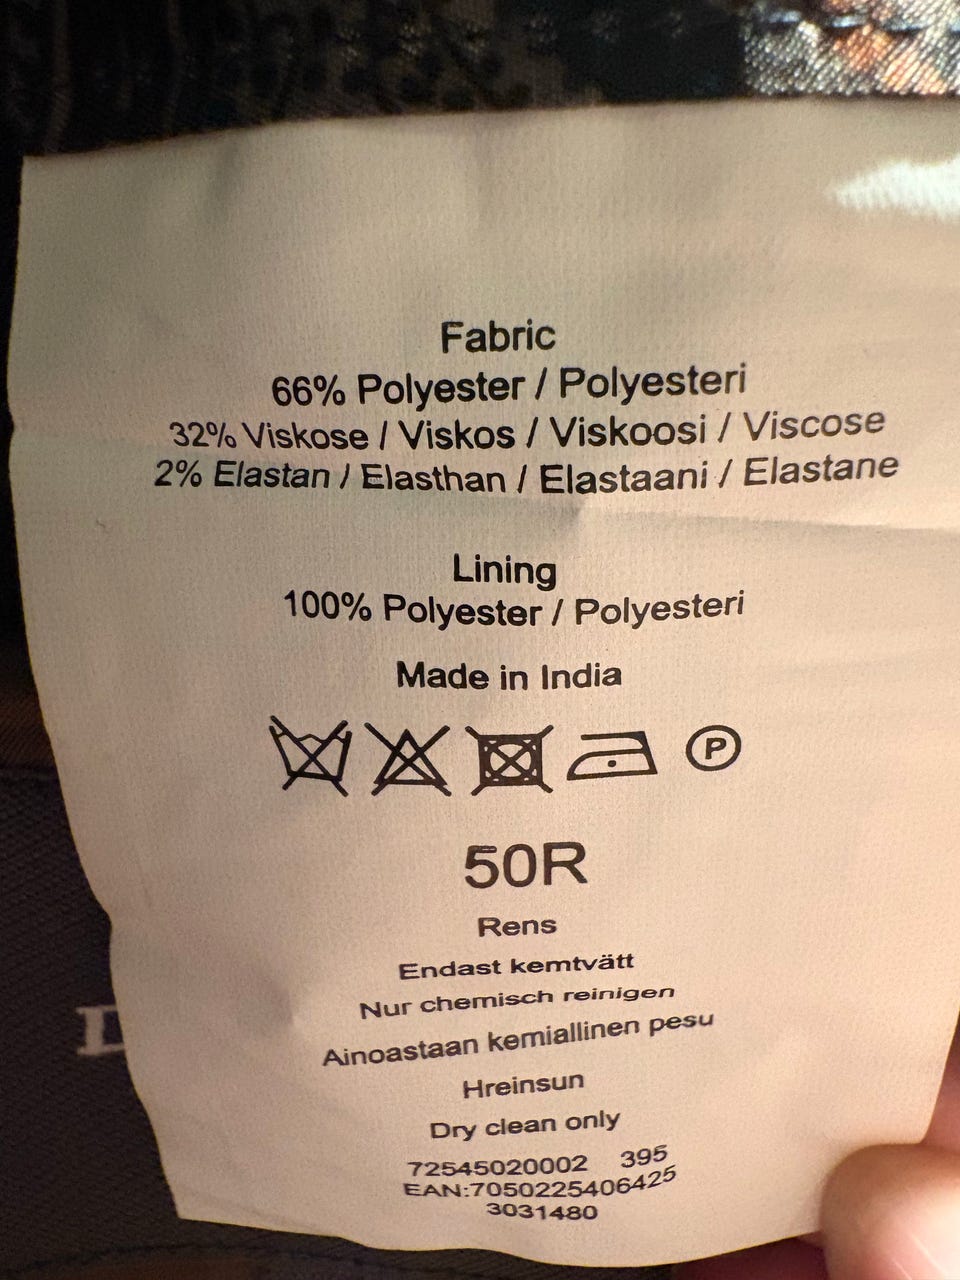 Fabric
66% Polyester / Polyesteri
32% Viskose / Viskos / Viskoosi / Viscose
2% Elastan / Elasthan / Elastaani / Elastane
Lining
100% Polyester / Polyesteri
Made in India
P
50R
Rens
Endast kemtvätt
Nur chemisch reinigen
Ainoastaan kemiallinen pesu
Hreinsun
Dry clean only
72545020002 395
EAN:7050225406425
3031480